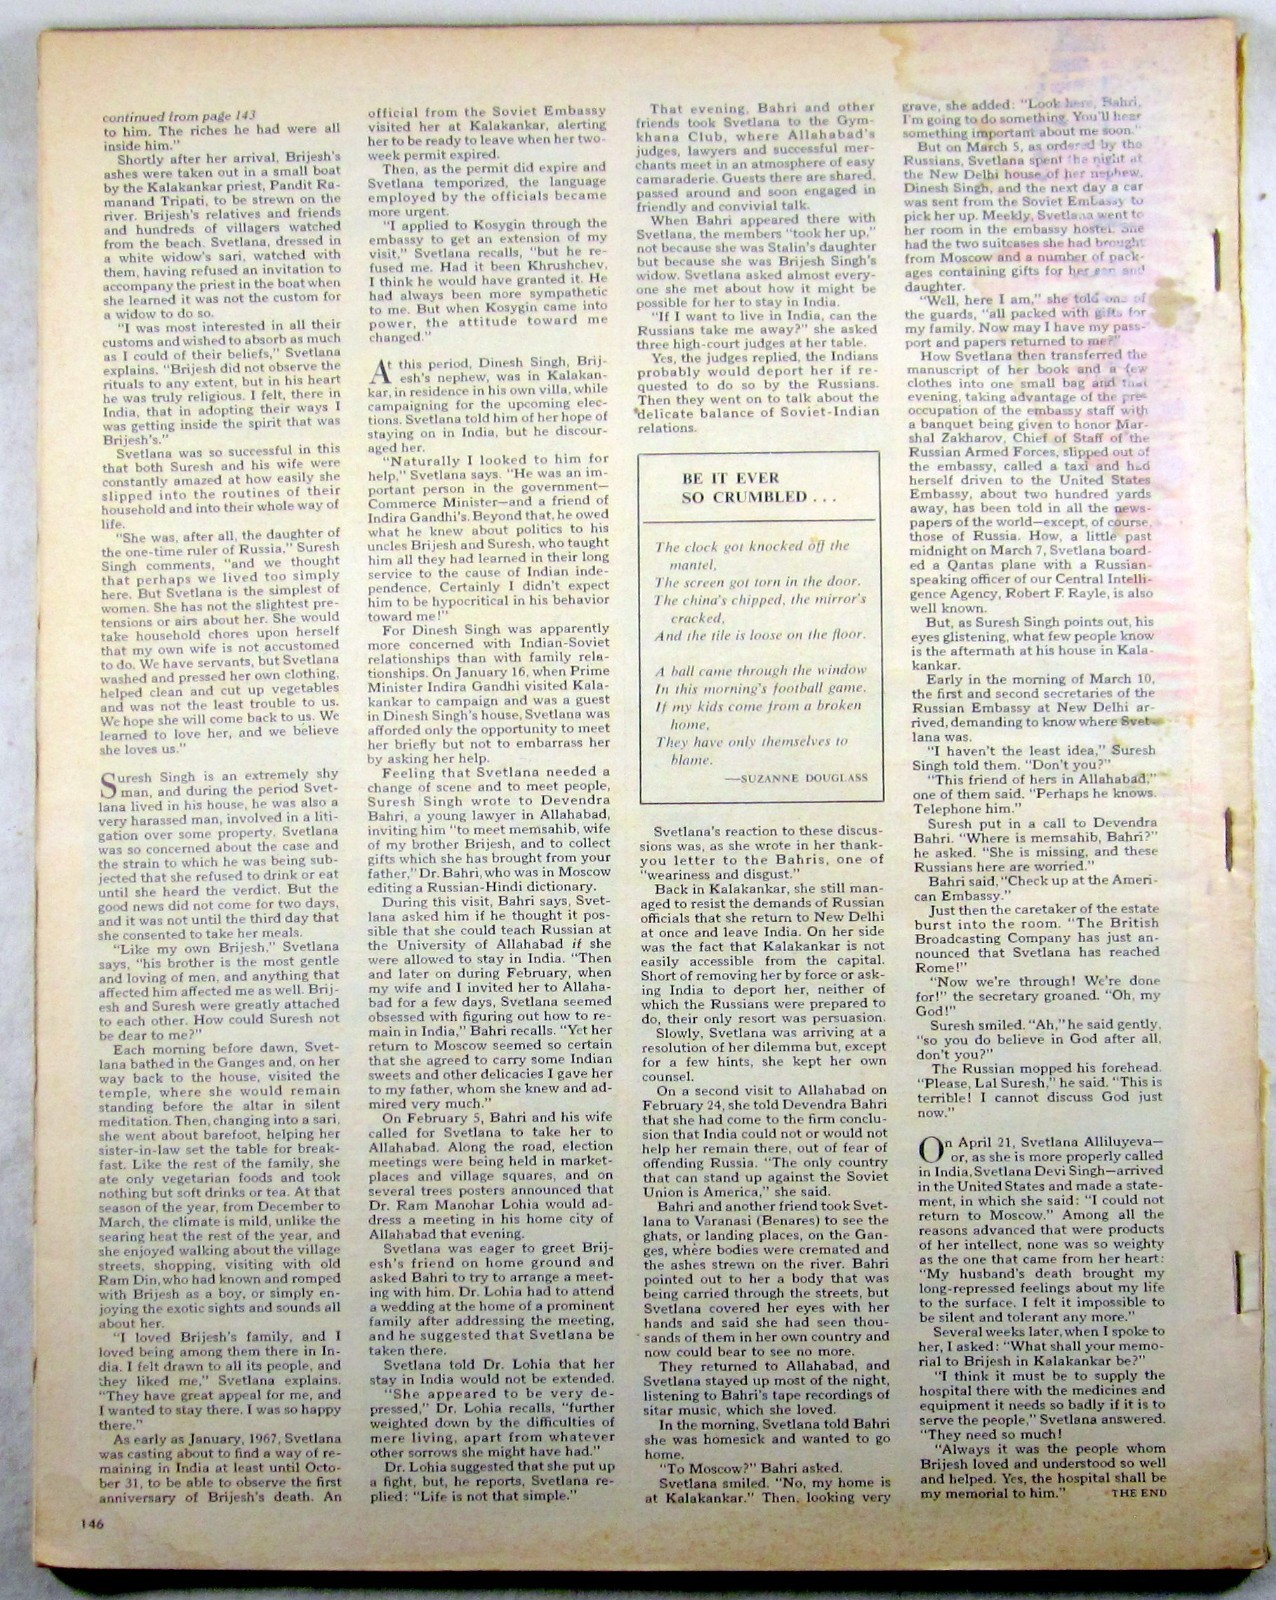 continued from page 143
to him. The riches he had were all
inside him."
Shortly after her arrival, Brijesh's
ashes were taken out in a small boat
by the Kalakankar priest, Pandit Ra-
manand Tripati, to be strewn on the
river. Brijesh's relatives and friends
and hundreds of villagers watched
from the beach. Svetlana, dressed in
a white widow's sari, watched with
them, having refused an invitation to
accompany the priest in the boat when
she learned it was not the custom for
a widow to do so.
"I was most interested in all their
customs and wished to absorb as much
as I could of their beliefs," Svetlana
explains. "Brijesh did not observe the
rituals to any extent, but in his heart
he was truly religious. I felt, there in
India, that in adopting their ways I
was getting inside the spirit that was
Brijesh's."
Svetlana was so successful in this
that both Suresh and his wife were
constantly amazed at how easily she
slipped into the routines of their
household and into their whole way of
life.
"She was, after all, the daughter of
the one-time ruler of Russia," Suresh
Singh comments, "and we thought
that perhaps we lived too simply
here. But Svetlana is the simplest of
women. She has not the slightest pre-
tensions or airs about her. She would
take household chores upon herself
that my own wife is not accustomed
to do. We have servants, but Svetlana
washed and pressed her own clothing,
helped clean and cut up vegetables
and was not the least trouble to us.
We hope she will come back to us. We
learned to love her, and we believe
she loves us."
Suresh Singh is an extremely shy
man, and during the period Svet-
lana lived in his house, he was also a
very harassed man, involved in a liti-
gation over some property. Svetlana
was so concerned about the case and
the strain to which he was being sub-
jected that she refused to drink or eat
until she heard the verdict. But the
good news did not come for two days,
and it was not until the third day that
she consented to take her meals.
"Like my own Brijesh," Svetlana
says, "his brother is the most gentle
and loving of men, and anything that
affected him affected me as well. Brij-
esh and Suresh were greatly attached
to each other. How could Suresh not
be dear to me?"
Each morning before dawn, Svet-
lana bathed in the Ganges and, on her
way back to the house, visited the
temple, where she would remain
standing before the altar in silent
meditation. Then, changing into a sari,
she went about barefoot, helping her
sister-in-law set the table for break-
fast. Like the rest of the family, she
ate only vegetarian foods and took
nothing but soft drinks or tea. At that
season of the year, from December to
March, the climate is mild, unlike the
searing heat the rest of the year, and
she enjoyed walking about the village
streets, shopping, visiting with old
Ram Din, who had known and romped
with Brijesh as a boy, or simply en-
joying the exotic sights and sounds all
about her.
"I loved Brijesh's family, and I
loved being among them there in In-
dia. I felt drawn to all its people, and
they liked me," Svetlana explains.
"They have great appeal for me, and
I wanted to stay there. I was so happy
there."
As early as January, 1967, Svetlana
was casting about to find a way of re-
maining in India at least until Octo-
ber 31, to be able to observe the first
anniversary of Brijesh's death. An
official from the Soviet Embassy
visited her at Kalakankar, alerting
her to be ready to leave when her two-
week permit expired.
Then, as the permit did expire and
Svetlana temporized, the language
employed by the officials became
more urgent.
"I applied to Kosygin through the
embassy to get an extension of my
visit," Svetlana recalls, "but he re-
fused me. Had it been Khrushchev,
I think he would have granted it. He
had always been more sympathetic
to me. But when Kosygin came into
power, the attitude toward me
changed."
At this period, Dinesh Singh, Brij-
esh's nephew, was in Kalakan-
kar, in residence in his own villa, while
campaigning for the upcoming elec-
tions. Svetlana told him of her hope of
staying on in India, but he discour-
aged her.
"Naturally I looked to him for
help," Svetlana says. "He was an im-
portant person in the government—
Commerce Minister—and a friend of
Indira Gandhi's. Beyond that, he owed
what he knew about politics to his
uncles Brijesh and Suresh, who taught
him all they had learned in their long
service to the cause of Indian inde-
pendence. Certainly I didn't expect
him to be hypocritical in his behavior
toward me!"
For Dinesh Singh was apparently
more concerned with Indian-Soviet
relationships than with family rela-
tionships. On January 16, when Prime
Minister Indira Gandhi visited Kala-
kankar to campaign and was a guest
in Dinesh Singh's house, Svetlana was
afforded only the opportunity to meet
her briefly but not to embarrass her
by asking her help.
Feeling that Svetlana needed a
change of scene and to meet people,
Suresh Singh wrote to Devendra
Bahri, a young lawyer in Allahabad,
inviting him "to meet memsahib, wife
of my brother Brijesh, and to collect
gifts which she has brought from your
father," Dr. Bahri, who was in Moscow
editing a Russian-Hindi dictionary.
During this visit, Bahri says, Svet-
lana asked him if he thought it pos-
sible that she could teach Russian at
the University of Allahabad if she
were allowed to stay in India. "Then
and later on during February, when
my wife and I invited her to Allaha-
bad for a few days, Svetlana seemed
obsessed with figuring out how to re-
main in India," Bahri recalls. "Yet her
return to Moscow seemed so certain
that she agreed to carry some Indian
sweets and other delicacies I gave her
to my father, whom she knew and ad-
mired very much."
On February 5, Bahri and his wife
called for Svetlana to take her to
Allahabad. Along the road, election
meetings were being held in market-
places and village squares, and on
several trees posters announced that
Dr. Ram Manohar Lohia would ad-
dress a meeting in his home city of
Allahabad that evening.
Svetlana was eager to greet Brij-
esh's friend on home ground and
asked Bahri to try to arrange a meet-
ing with him. Dr. Lohia had to attend
a wedding at the home of a prominent
family after addressing the meeting,
and he suggested that Svetlana be
taken there.
Svetlana told Dr. Lohia that her
stay in India would not be extended.
"She appeared to be very de-
pressed," Dr. Lohia recalls, "further
weighted down by the difficulties of
mere living, apart from whatever
other sorrows she might have had."
Dr. Lohia suggested that she put up
a fight, but, he reports, Svetlana re-
plied: "Life is not that simple."
That evening, Bahri and other
friends took Svetlana to the Gym-
khana Club, where Allahabad's
judges, lawyers and successful mer-
chants meet in an atmosphere of easy
camaraderie. Guests there are shared,
passed around and soon engaged in
friendly and convivial talk.
When Bahri appeared there with
Svetlana, the members "took her up,"
not because she was Stalin's daughter
but because she was Brijesh Singh's
widow. Svetlana asked almost every-
one she met about how it might be
possible for her to stay in India.
"If I want to live in India, can the
Russians take me away?" she asked
three high-court judges at her table.
Yes, the judges replied, the Indians
probably would deport her if re-
quested to do so by the Russians.
Then they went on to talk about the
delicate balance of Soviet-Indian
relations.
BE IT EVER
SO CRUMBLED . . .
The clock got knocked off the
mantel,
The screen got torn in the door.
The china's chipped, the mirror's
cracked,
And the tile is loose on the floor.
A ball came through the window
In this morning's football game.
If my kids come from a broken
home,
They have only themselves to
blame.
—SUZANNE DOUGLASS
Svetlana's reaction to these discus-
sions was, as she wrote in her thank-
you letter to the Bahris, one of
"weariness and disgust."
Back in Kalakankar, she still man-
aged to resist the demands of Russian
officials that she return to New Delhi
at once and leave India. On her side
was the fact that Kalakankar is not
easily accessible from the capital.
Short of removing her by force or ask-
ing India to deport her, neither of
which the Russians were prepared to
do, their only resort was persuasion.
Slowly, Svetlana was arriving at a
resolution of her dilemma but, except
for a few hints, she kept her own
counsel.
On a second visit to Allahabad on
February 24, she told Devendra Bahri
that she had come to the firm conclu-
sion that India could not or would not
help her remain there, out of fear of
offending Russia. "The only country
that can stand up against the Soviet
Union is America," she said.
Bahri and another friend took Svet-
lana to Varanasi (Benares) to see the
ghats, or landing places, on the Gan-
ges, where bodies were cremated and
the ashes strewn on the river. Bahri
pointed out to her a body that was
being carried through the streets, but
Svetlana covered her eyes with her
hands and said she had seen thou-
sands of them in her own country and
now could bear to see no more.
They returned to Allahabad, and
Svetlana stayed up most of the night,
listening to Bahri's tape recordings of
sitar music, which she loved.
In the morning, Svetlana told Bahri
she was homesick and wanted to go
home.
"To Moscow?" Bahri asked.
Svetlana smiled. "No, my home is
at Kalakankar." Then, looking very
grave, she added: "Look here, Bahri,
I'm going to do something. You'll hear
something important about me soon."
But on March 5, as ordered by the
Russians, Svetlana spent the night at
the New Delhi house of her nephew,
Dinesh Singh, and the next day a car
was sent from the Soviet Embassy to
pick her up. Meekly, Svetlana went to
her room in the embassy hostel. She
had the two suitcases she had brought
from Moscow and a number of pack-
ages containing gifts for her son and
daughter.
"Well, here I am," she told one of
the guards, "all packed with gifts for
my family. Now may I have my pass-
port and papers returned to me?"
How Svetlana then transferred the
manuscript of her book and a few
clothes into one small bag and that
evening, taking advantage of the pre-
occupation of the embassy staff with
a banquet being given to honor Mar-
shal Zakharov, Chief of Staff of the
Russian Armed Forces, slipped out of
the embassy, called a taxi and had
herself driven to the United States
Embassy, about two hundred yards
away, has been told in all the news-
papers of the world—except, of course,
those of Russia. How, a little past
midnight on March 7, Svetlana board-
ed a Qantas plane with a Russian-
speaking officer of our Central Intelli-
gence Agency, Robert F. Rayle, is also
well known.
But, as Suresh Singh points out, his
eyes glistening, what few people know
is the aftermath at his house in Kala-
kankar.
Early in the morning of March 10,
the first and second secretaries of the
Russian Embassy at New Delhi ar-
rived, demanding to know where Svet-
lana was.
"I haven't the least idea," Suresh
Singh told them. "Don't you?"
"This friend of hers in Allahabad,"
one of them said. "Perhaps he knows.
Telephone him."
Suresh put in a call to Devendra
Bahri. "Where is memsahib, Bahri?"
he asked. "She is missing, and these
Russians here are worried."
Bahri said, "Check up at the Ameri-
can Embassy."
Just then the caretaker of the estate
burst into the room. "The British
Broadcasting Company has just an-
nounced that Svetlana has reached
Rome!"
"Now we're through! We're done
for!" the secretary groaned. "Oh, my
God!"
Suresh smiled. "Ah," he said gently,
"so you do believe in God after all,
don't you?"
The Russian mopped his forehead.
"Please, Lal Suresh," he said. "This is
terrible! I cannot discuss God just
now."
On April 21, Svetlana Alliluyeva—
or, as she is more properly called
in India, Svetlana Devi Singh—arrived
in the United States and made a state-
ment, in which she said: "I could not
return to Moscow." Among all the
reasons advanced that were products
of her intellect, none was so weighty
as the one that came from her heart:
"My husband's death brought my
long-repressed feelings about my life
to the surface. I felt it impossible to
be silent and tolerant any more."
Several weeks later, when I spoke to
her, I asked: "What shall your memo-
rial to Brijesh in Kalakankar be?"
"I think it must be to supply the
hospital there with the medicines and
equipment it needs so badly if it is to
serve the people," Svetlana answered.
"They need so much!
"Always it was the people whom
Brijesh loved and understood so well
and helped. Yes, the hospital shall be
my memorial to him." THE END
146